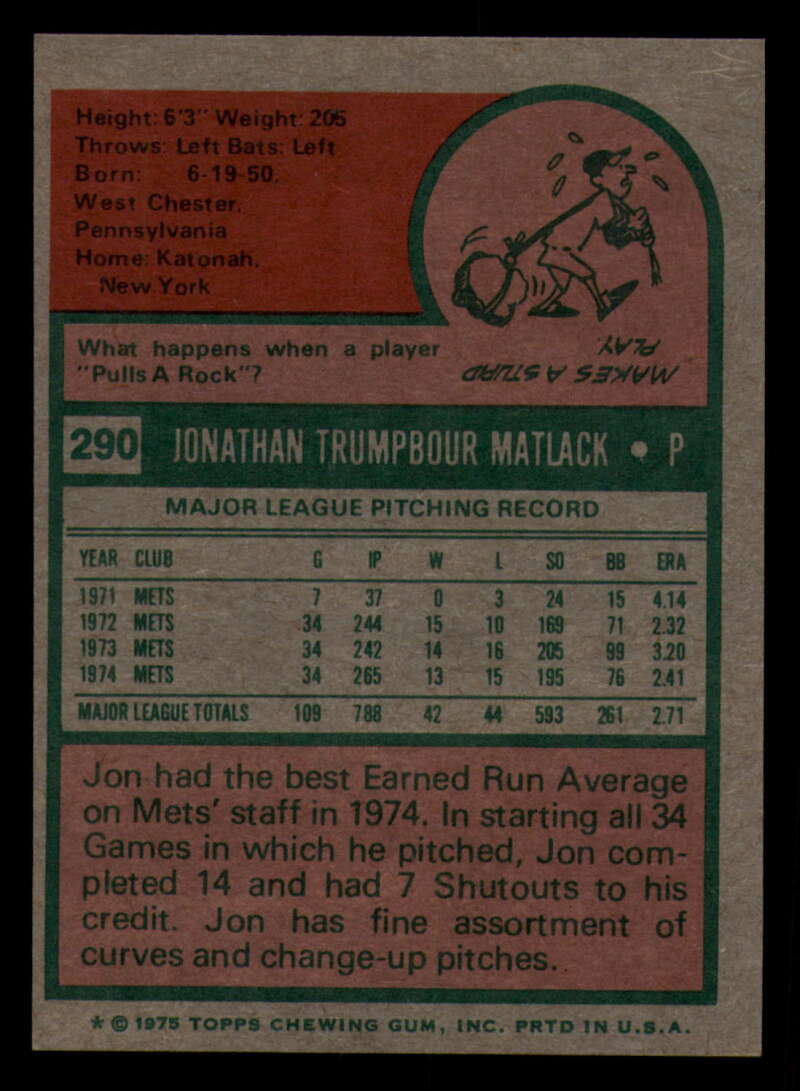 Height: 6'3" Weight: 205
Throws: Left Bats: Left
Born: 6-19-50.
West Chester,
Pennsylvania
Home: Katonah,
New York
What happens when a player
"Pulls A Rock"?
MAKES A STUPID
PLAY.
290 JONATHAN TRUMPBOUR MATLACK • P
MAJOR LEAGUE PITCHING RECORD
YEAR CLUB G IP W L SO BB ERA
1971 METS 7 37 0 3 24 15 4.14
1972 METS 34 244 15 10 169 71 2.32
1973 METS 34 242 14 16 205 99 3.20
1974 METS 34 265 13 15 195 76 2.41
MAJOR LEAGUE TOTALS 109 788 42 44 593 261 2.71
Jon had the best Earned Run Average
on Mets' staff in 1974. In starting all 34
Games in which he pitched, Jon com-
pleted 14 and had 7 Shutouts to his
credit. Jon has fine assortment of
curves and change-up pitches.
* © 1975 TOPPS CHEWING GUM, INC. PRTD IN U.S.A.